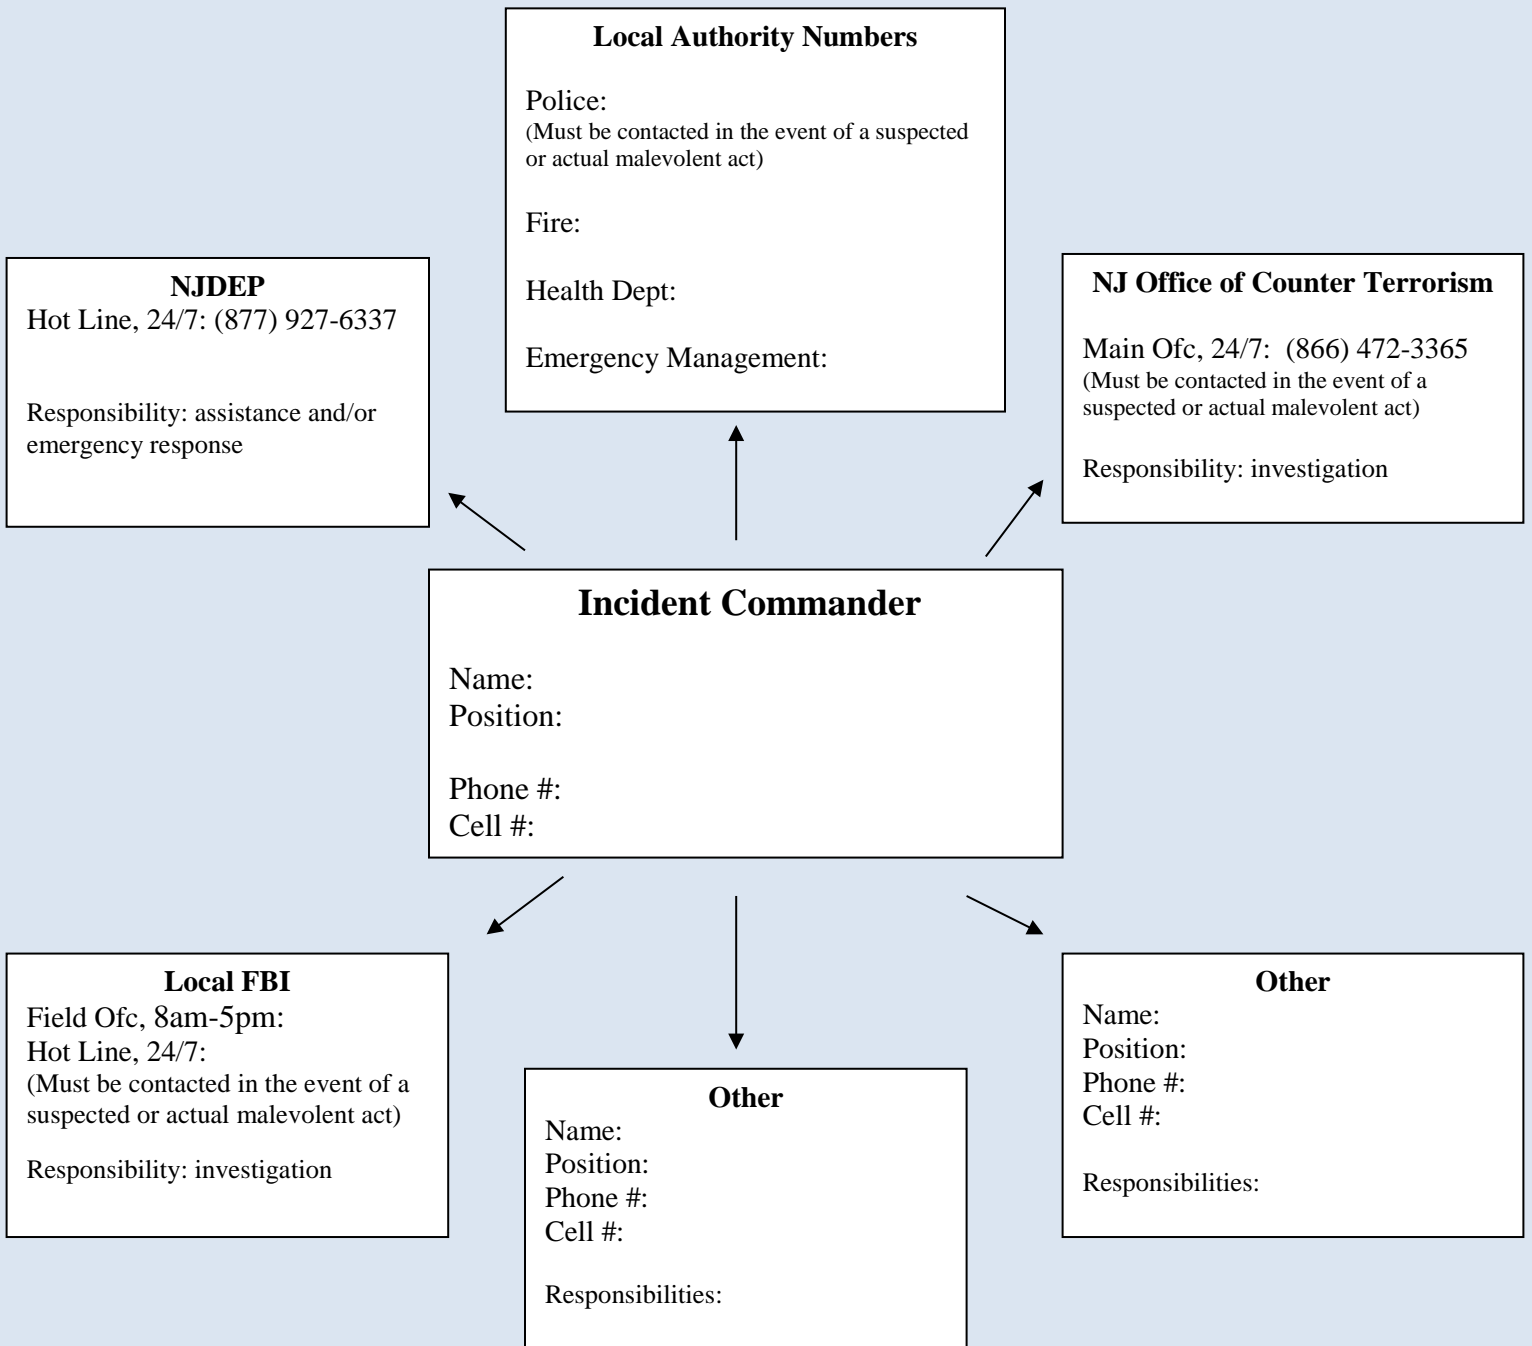 Local Authority Numbers
Police:
(Must be contacted in the event of a suspected
or actual malevolent act)
Fire:
Health Dept:
Emergency Management:
NJDEP
Hot Line, 24/7: (877) 927-6337
Responsibility: assistance and/or
emergency response
NJ Office of Counter Terrorism
Main Ofc, 24/7: (866) 472-3365
(Must be contacted in the event of a
suspected or actual malevolent act)
Responsibility: investigation
Incident Commander
Name:
Position:
Phone #:
Cell #:
Local FBI
Field Ofc, 8am-5pm:
Hot Line, 24/7:
(Must be contacted in the event of a
suspected or actual malevolent act)
Responsibility: investigation
Other
Name:
Position:
Phone #:
Cell #:
Responsibilities:
Other
Name:
Position:
Phone #:
Cell #:
Responsibilities: